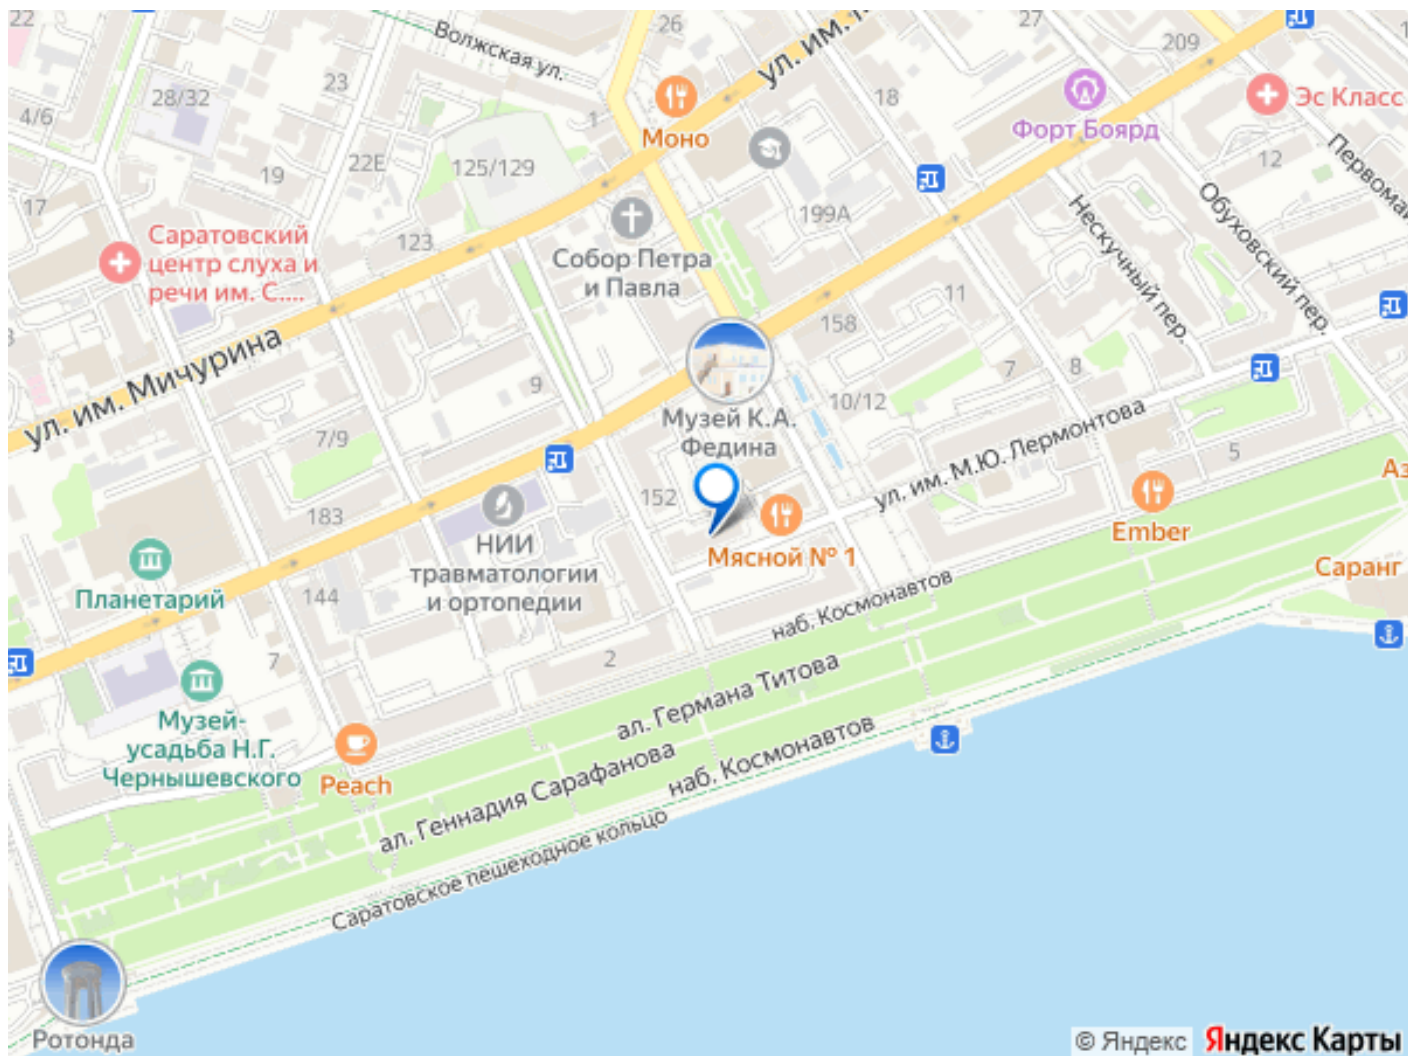 22
26
27
Волжская ул.
209
23
28/32
4/6
18
Эс Класс
Моно
1
Форт Боярд
22Е
125/129
12
19
17
199А
123
Саратовский
центр слуха и
речи им. С....
Собор Петра
и Павла
Нескучный пер.
Обуховский пер.
11
158
ул. им. Мичурина
9
7
8
10/12
Музей К.А.
Федина
7/9
ул. им. М.Ю. Лермонтова
5
152
183
Ember
НИИ
травматологии
и ортопедии
Мясной № 1
Саранг
Планетарий
144
наб. Космонавтов
7
2
ал. Германа Титова
Музей-
усадьба Н.Г.
Чернышевского
наб. Космонавтов
Peach
ал. Геннадия Сарафанова
Саратовское пешеходное кольцо
Ротонда
© Яндекс Яндекс Карты